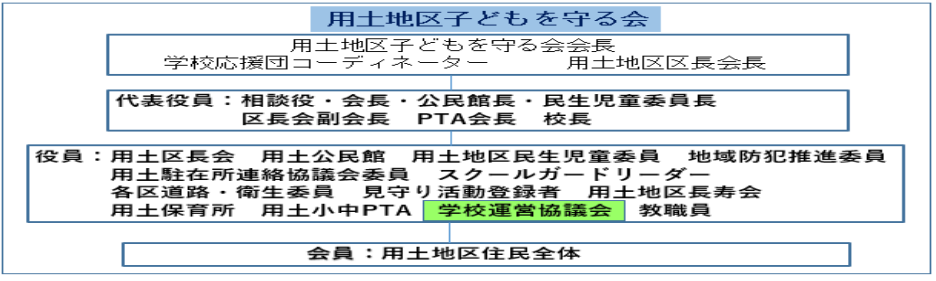 用土地区子どもを守る会
用土地区子どもを守る会会長
学校応援団コーディネーター　　　用土地区区長会長
代表役員：相談役・会長・公民館長・民生児童委員長
区長会副会長　PTA会長　校長
役員：用土区長会　用土公民館　用土地区民生児童委員　地域防犯推進委員
用土駐在所連絡協議会委員　スクールガードリーダー
各区道路・衛生委員　見守り活動登録者　用土地区長寿会
用土保育所　用土小中PTA　学校運営協議会　教職員
会員：用土地区住民全体